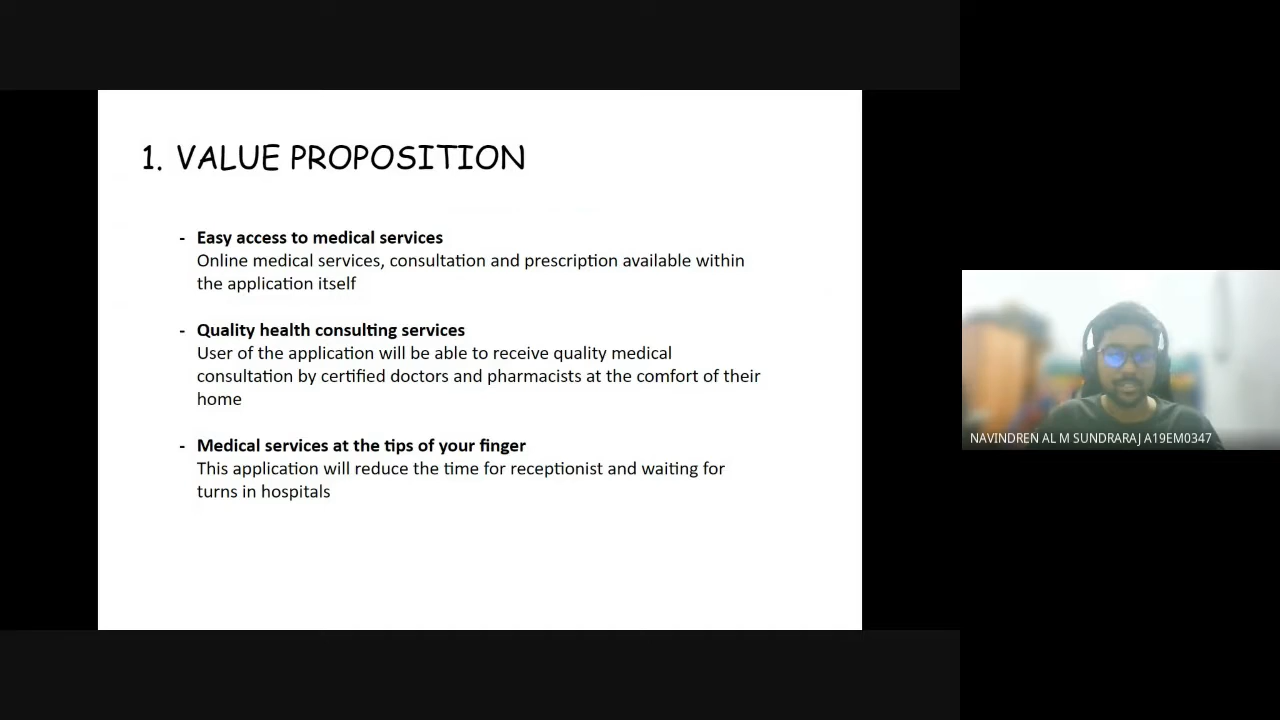 1. VALUE PROPOSITION
- Easy access to medical services
Online medical services, consultation and prescription available within
the application itself
- Quality health consulting services
User of the application will be able to receive quality medical
consultation by certified doctors and pharmacists at the comfort of their
home
- Medical services at the tips of your finger
This application will reduce the time for receptionist and waiting for
turns in hospitals
NAVINDREN AL M SUNDRARAJ A19EM0347